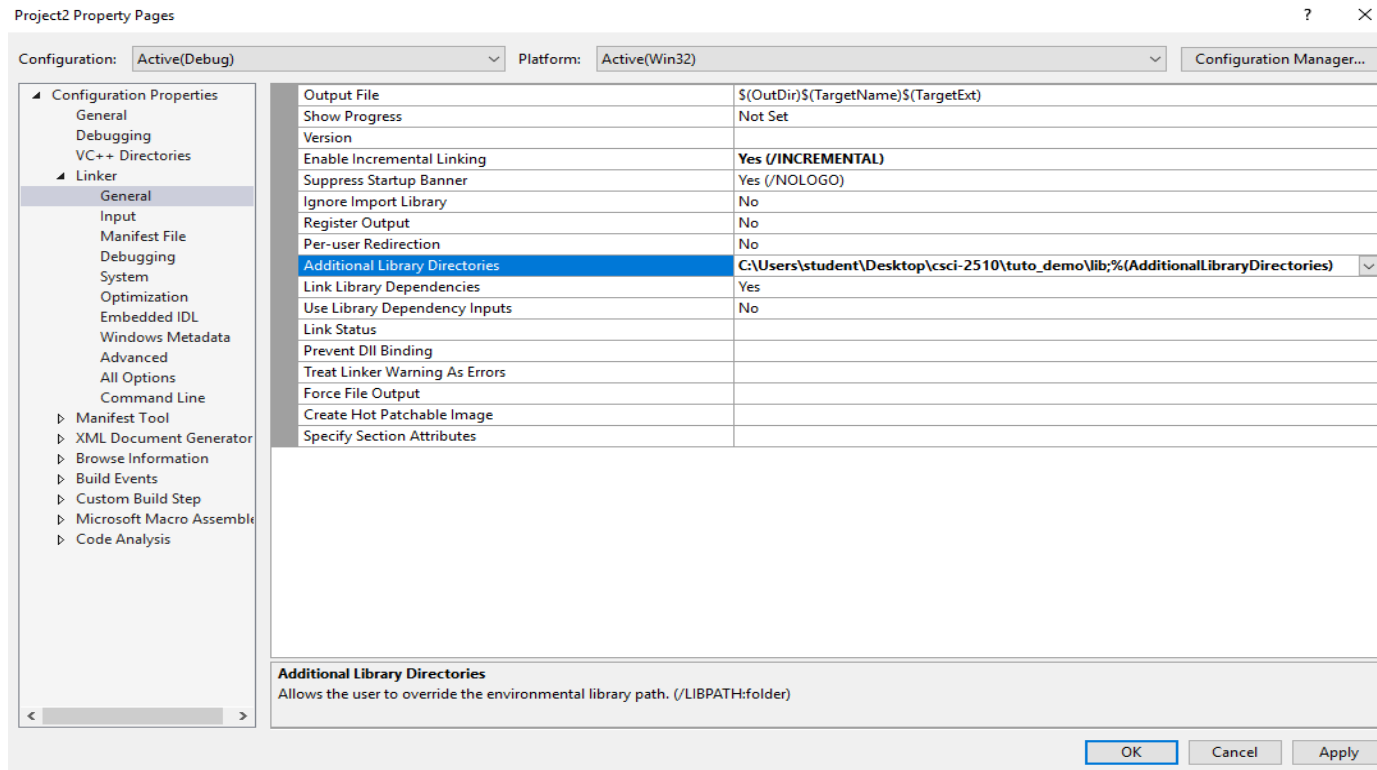 Project2 Property Pages
? ×
Configuration: Active(Debug) Platform: Active(Win32) Configuration Manager...
Configuration Properties
General
Debugging
VC++ Directories
Linker
General
Input
Manifest File
Debugging
System
Optimization
Embedded IDL
Windows Metadata
Advanced
All Options
Command Line
Manifest Tool
XML Document Generator
Browse Information
Build Events
Custom Build Step
Microsoft Macro Assemble
Code Analysis
Output File $(OutDir)$(TargetName)$(TargetExt)
Show Progress Not Set
Version
Enable Incremental Linking Yes (/INCREMENTAL)
Suppress Startup Banner Yes (/NOLOGO)
Ignore Import Library No
Register Output No
Per-user Redirection No
Additional Library Directories C:\Users\student\Desktop\csci-2510\tuto_demo\lib;%(AdditionalLibraryDirectories)
Link Library Dependencies Yes
Use Library Dependency Inputs No
Link Status
Prevent Dll Binding
Treat Linker Warning As Errors
Force File Output
Create Hot Patchable Image
Specify Section Attributes
Additional Library Directories
Allows the user to override the environmental library path. (/LIBPATH:folder)
OK Cancel Apply